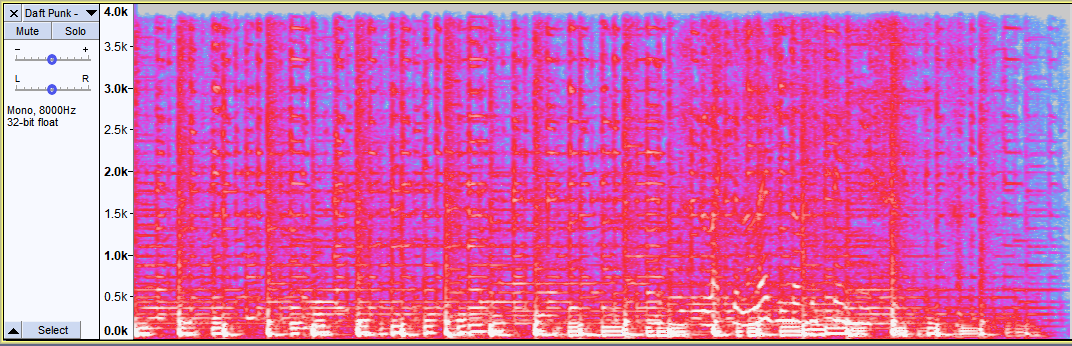 Daft Punk -
Mute Solo
- +
L R
Mono, 8000Hz
32-bit float
Select
4.0k
3.5k
3.0k
2.5k
2.0k
1.5k
1.0k
0.5k
0.0k